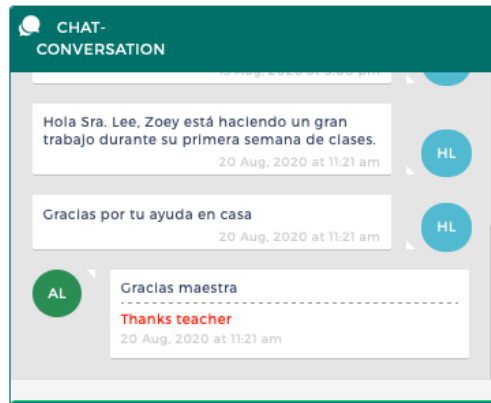 CHAT-
CONVERSATION
Hola Sra. Lee, Zoey está haciendo un gran
trabajo durante su primera semana de clases.
20 Aug, 2020 at 11:21 am
HL
Gracias por tu ayuda en casa
20 Aug, 2020 at 11:21 am
HL
AL
Gracias maestra
Thanks teacher
20 Aug, 2020 at 11:21 am